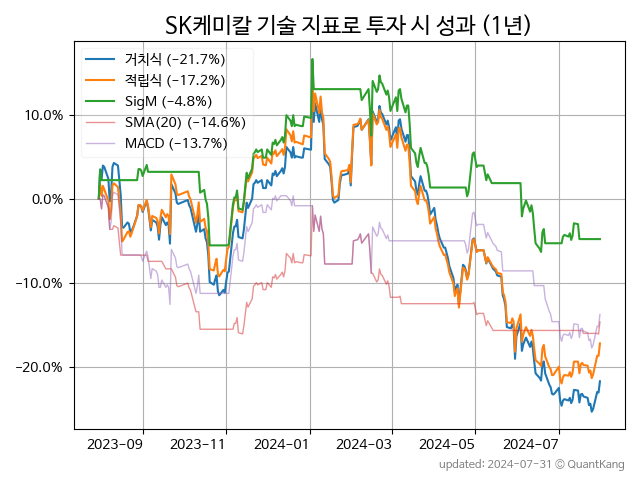 SK케미칼 기술 지표로 투자 시 성과 (1년)
거치식 (−21.7%)
적립식 (−17.2%)
SigM (−4.8%)
SMA(20) (−14.6%)
MACD (−13.7%)
10.0%
0.0%
−10.0%
−20.0%
2023-09 2023-11 2024-01 2024-03 2024-05 2024-07
updated: 2024-07-31 © QuantKang